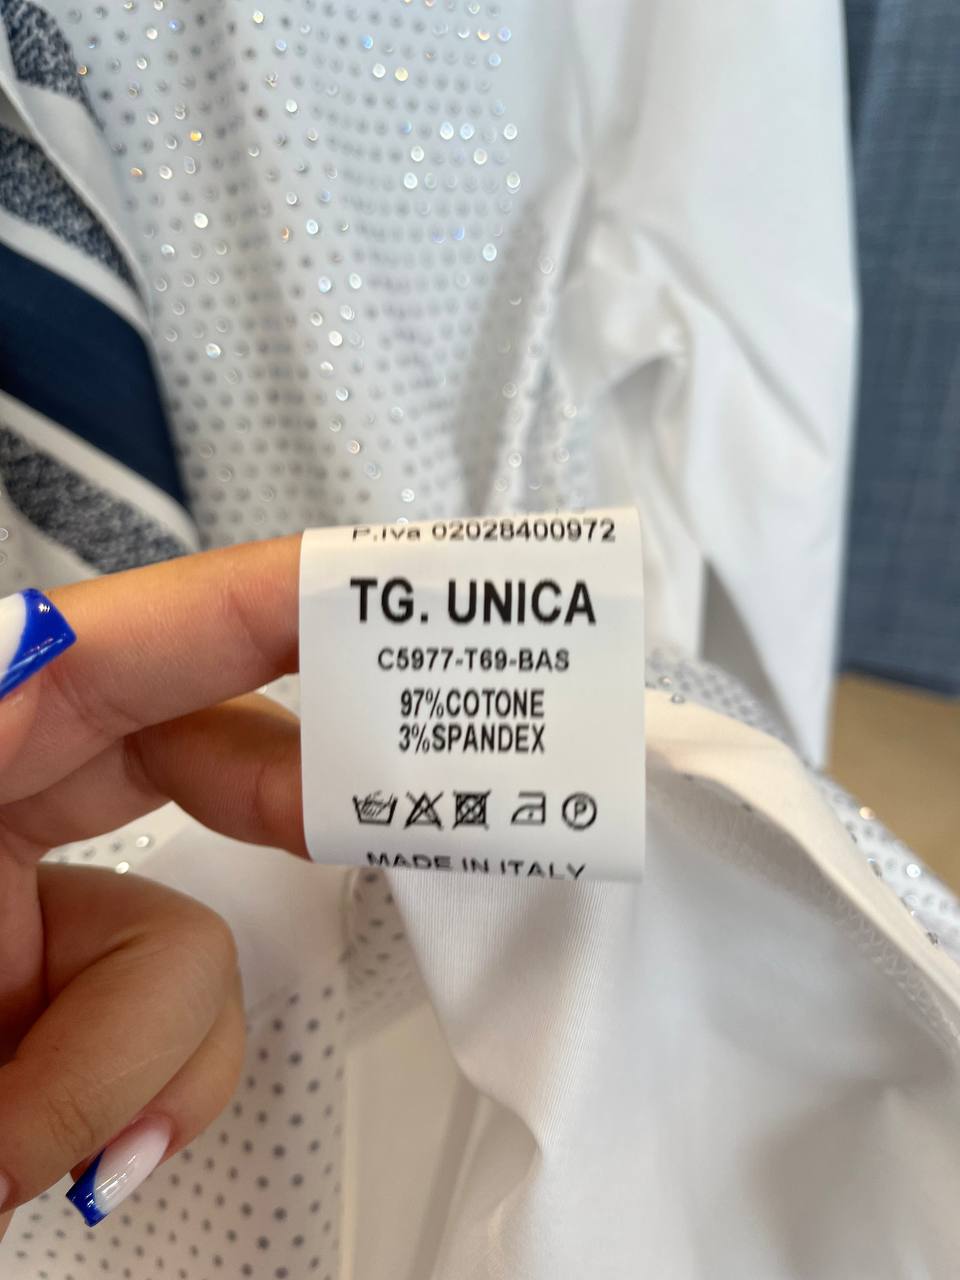 P.Iva 02028400972
TG. UNICA
C5977-T69-BAS
97%COTONE
3%SPANDEX
P
MADE IN ITALY